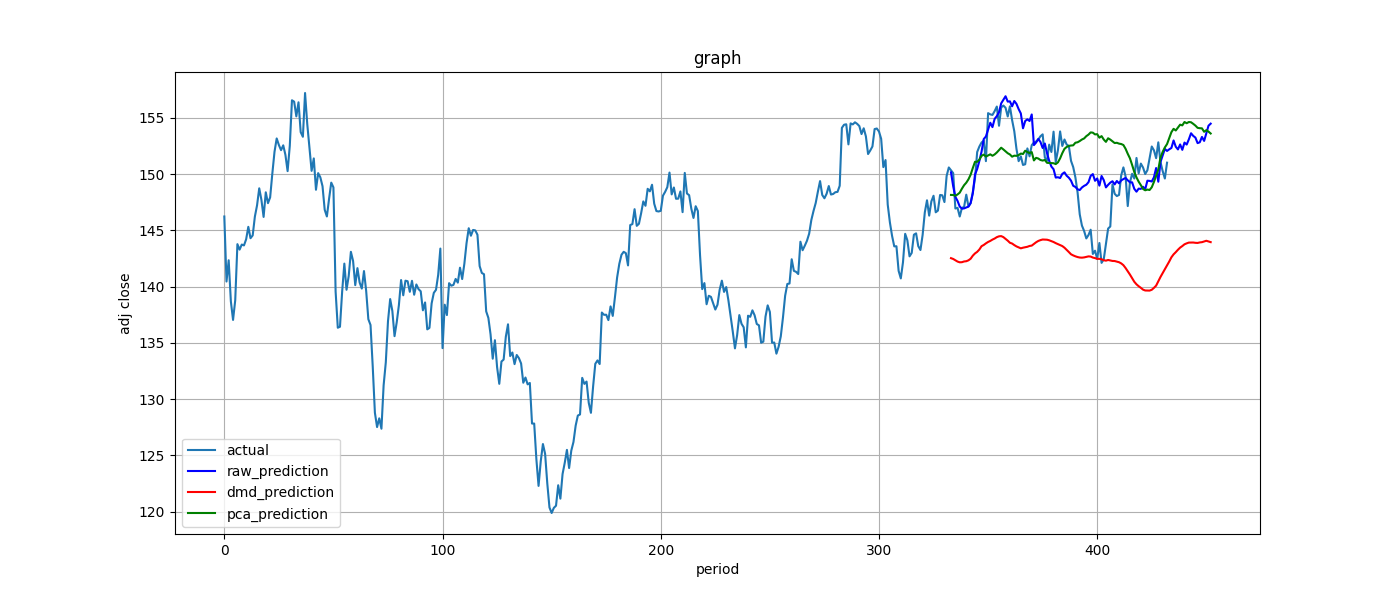 graph
155
150
145
140
135
130
125
120
adj close
actual
raw_prediction
dmd_prediction
pca_prediction
0 100 200 300 400
period